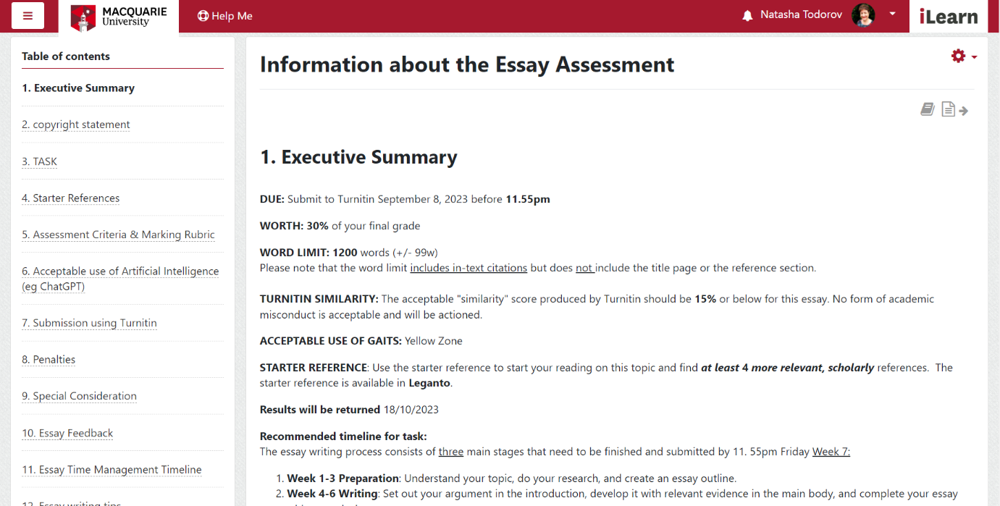 MACQUARIE
University
Help Me
Natasha Todorov
iLearn
Table of contents
1. Executive Summary
2. copyright statement
3. TASK
4. Starter References
5. Assessment Criteria & Marking Rubric
6. Acceptable use of Artificial Intelligence
(eg ChatGPT)
7. Submission using Turnitin
8. Penalties
9. Special Consideration
10. Essay Feedback
11. Essay Time Management Timeline
12. Essay writing tips
Information about the Essay Assessment
1. Executive Summary
DUE: Submit to Turnitin September 8, 2023 before 11.55pm
WORTH: 30% of your final grade
WORD LIMIT: 1200 words (+/- 99w)
Please note that the word limit includes in-text citations but does not include the title page or the reference section.
TURNITIN SIMILARITY: The acceptable "similarity" score produced by Turnitin should be 15% or below for this essay. No form of academic
misconduct is acceptable and will be actioned.
ACCEPTABLE USE OF GAITS: Yellow Zone
STARTER REFERENCE: Use the starter reference to start your reading on this topic and find at least 4 more relevant, scholarly references. The
starter reference is available in Leganto.
Results will be returned 18/10/2023
Recommended timeline for task:
The essay writing process consists of three main stages that need to be finished and submitted by 11. 55pm Friday Week 7:
1. Week 1-3 Preparation: Understand your topic, do your research, and create an essay outline.
2. Week 4-6 Writing: Set out your argument in the introduction, develop it with relevant evidence in the main body, and complete your essay